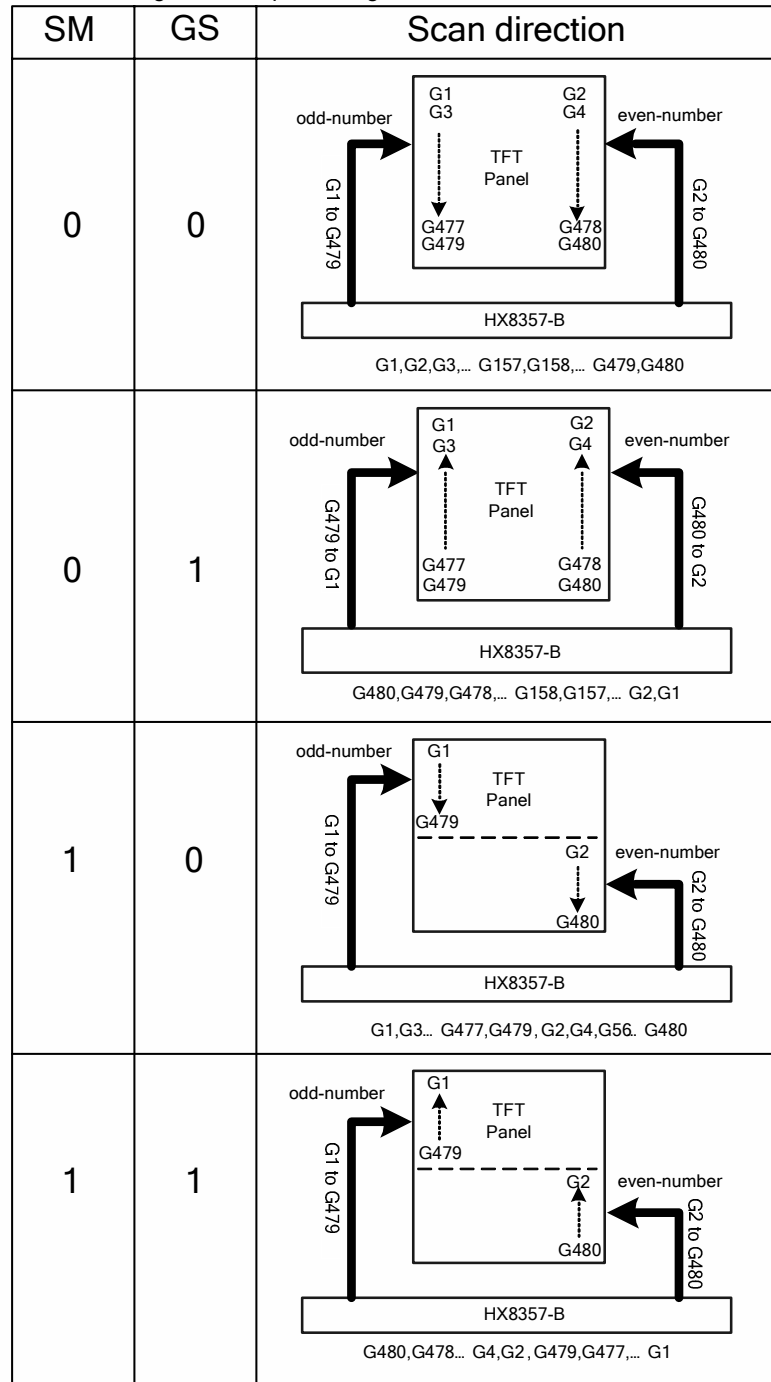 SM GS Scan direction
0 0
odd-number
even-number
G1 G2
G3 G4
TFT
Panel
G477 G478
G479 G480
G1 to G479
G2 to G480
HX8357-B
G1,G2,G3,... G157,G158,... G479,G480
0 1
odd-number
even-number
G1 G2
G3 G4
TFT
Panel
G477 G478
G479 G480
G479 to G1
G480 to G2
HX8357-B
G480,G479,G478,... G158,G157,... G2,G1
1 0
odd-number
G1
TFT
Panel
G479
G2
even-number
G480
G1 to G479
G2 to G480
HX8357-B
G1,G3... G477,G479,G2,G4,G56.. G480
1 1
odd-number
G1
TFT
Panel
G479
G2
even-number
G480
G1 to G479
G2 to G480
HX8357-B
G480,G478... G4,G2,G479,G477,... G1